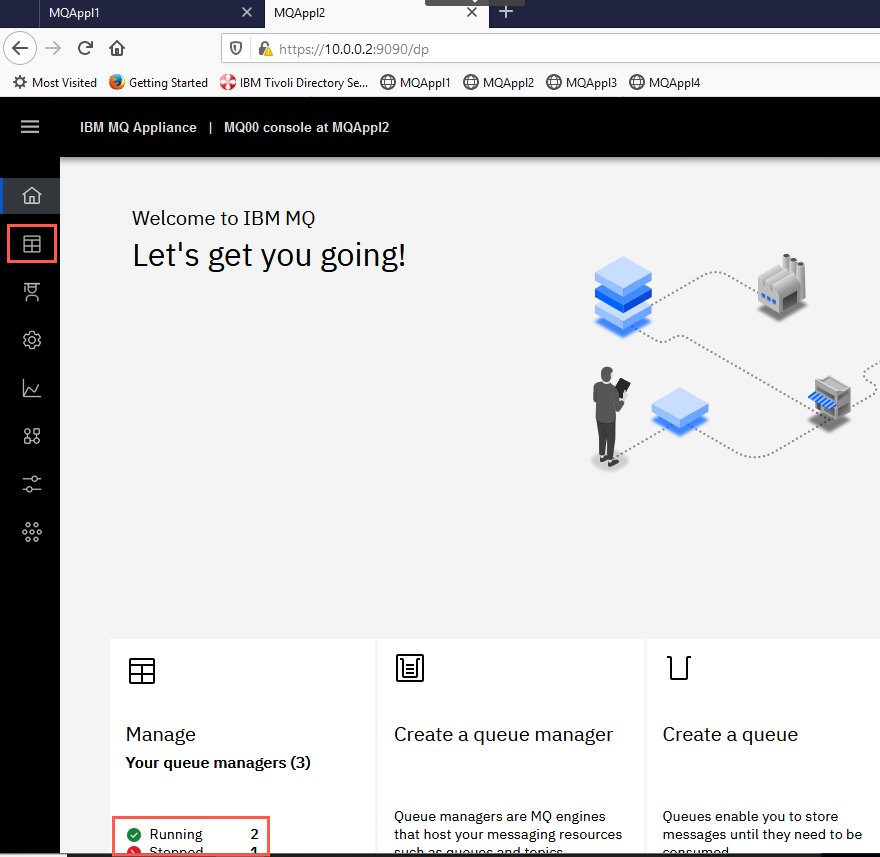 MQAppl1
MQAppl2
https://10.0.0.2:9090/dp
Most Visited
Getting Started
IBM Tivoli Directory Se...
MQAppl1
MQAppl2
MQAppl3
MQAppl4
IBM MQ Appliance | MQ00 console at MQAppl2
Welcome to IBM MQ
Let's get you going!
Manage
Your queue managers (3)
Running 2
Stopped 1
Create a queue manager
Queue managers are MQ engines
that host your messaging resources
such as queues and topics
Create a queue
Queues enable you to store
messages until they need to be
consumed